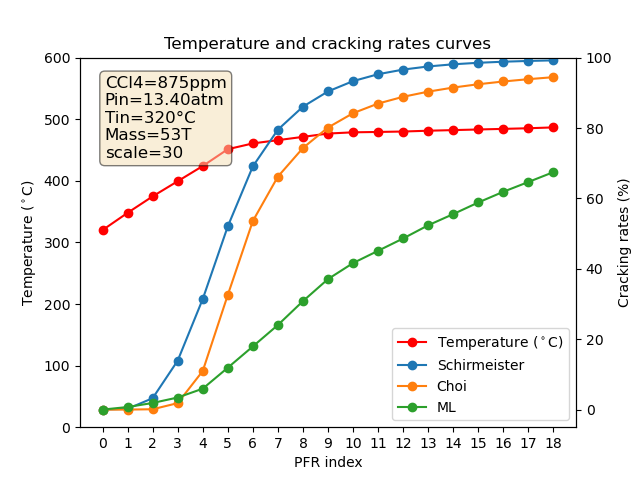 Temperature and cracking rates curves
CCl4=875ppm
Pin=13.40atm
Tin=320°C
Mass=53T
scale=30
600
500
400
300
200
100
0
Temperature (°C)
100
80
60
40
20
0
Cracking rates (%)
Temperature (°C)
Schirmeister
Choi
ML
0 1 2 3 4 5 6 7 8 9 10 11 12 13 14 15 16 17 18
PFR index